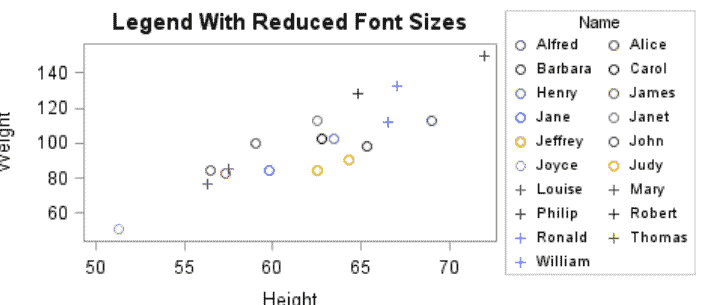 Legend With Reduced Font Sizes
Weight
140
120
100
80
60
50 55 60 65 70
Height
Name
Alfred Alice
Barbara Carol
Henry James
Jane Janet
Jeffrey John
Joyce Judy
Louise Mary
Philip Robert
Ronald Thomas
William